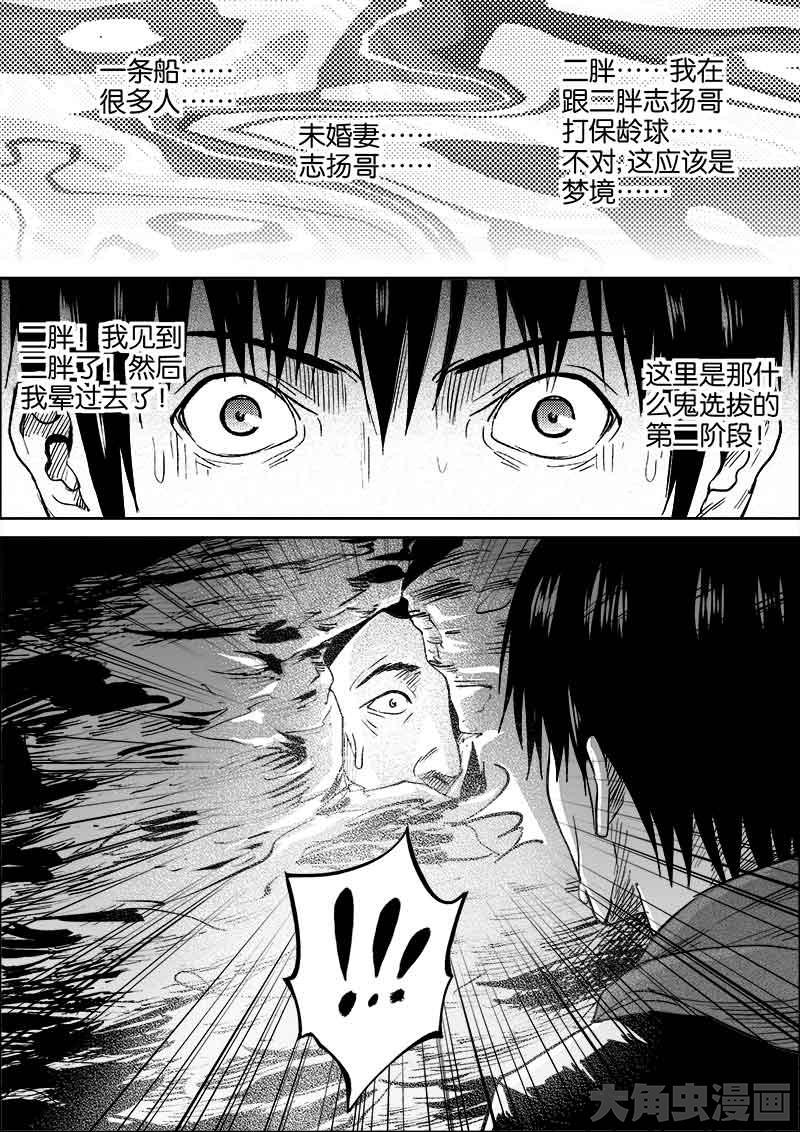 一条船……
很多人……
未婚妻……
志扬哥……
二胖……我在
跟二胖志扬哥
打保龄球……
不对,这应该是
梦境……
二胖！我见到
二胖了！然后
我晕过去了！
这里是那什
么鬼选拔的
第二阶段！
!!!
大角虫漫画